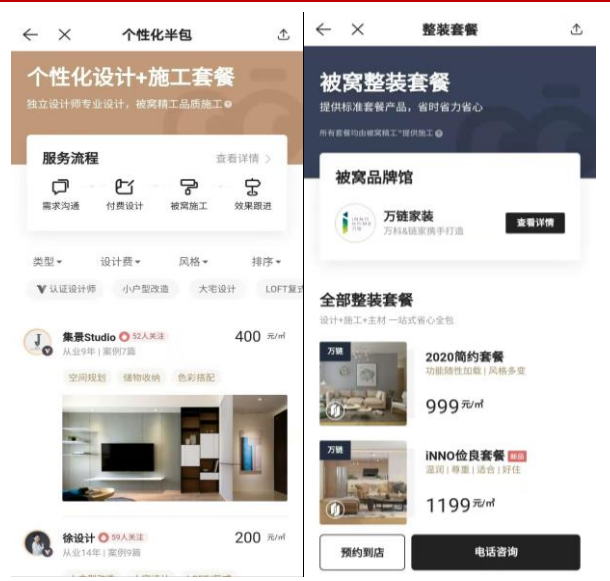 个性化半包
个性化设计+施工套餐
独立设计师专业设计，被窝精工品质施工
服务流程
查看详情
需求沟通
付费设计
被窝施工
效果跟进
类型
设计费
风格
排序
认证设计师
小户型改造
大宅设计
LOFT复式
集景Studio
52人关注
400 元/㎡
从业9年 | 案例7篇
空间规划
储物收纳
色彩搭配
徐设计
59人关注
200 元/㎡
从业14年 | 案例9篇
整装套餐
被窝整装套餐
提供标准套餐产品，省时省力省心
所有套餐均由被窝精工*提供施工
被窝品牌馆
万链家装
万科&链家携手打造
查看详情
全部整装套餐
设计+施工+主材 一站式省心全包
万链
2020简约套餐
功能随性加载 | 风格多变
999元/㎡
万链
iNNO俭良套餐 新品
温润 | 尊重 | 适合 | 好住
1199元/㎡
预约到店
电话咨询